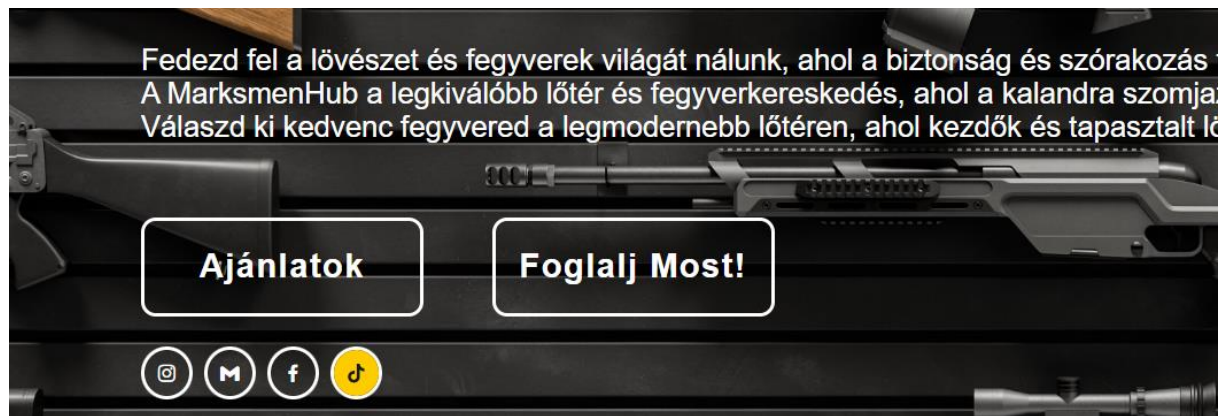 Fedezd fel a lövészet és fegyverek világát nálunk, ahol a biztonság és szórakozás
A MarksmenHub a legkiválóbb lőtér és fegyverkereskedés, ahol a kalandra
Válaszd ki kedvenc fegyvered a legmodernebb lőtéren, ahol kezdők és tapasztalt
Ajánlatok
Foglalj Most!